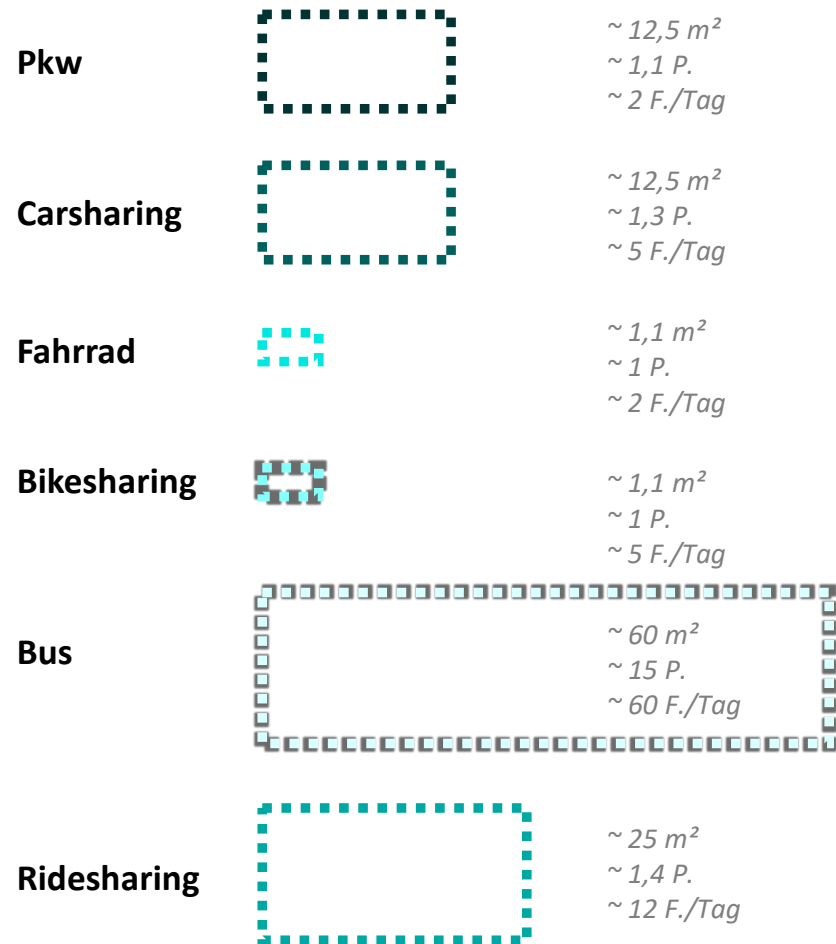 Pkw
~ 12,5 m²
~ 1,1 P.
~ 2 F./Tag
Carsharing
~ 12,5 m²
~ 1,3 P.
~ 5 F./Tag
Fahrrad
~ 1,1 m²
~ 1 P.
~ 2 F./Tag
Bikesharing
~ 1,1 m²
~ 1 P.
~ 5 F./Tag
Bus
~ 60 m²
~ 15 P.
~ 60 F./Tag
Ridesharing
~ 25 m²
~ 1,4 P.
~ 12 F./Tag